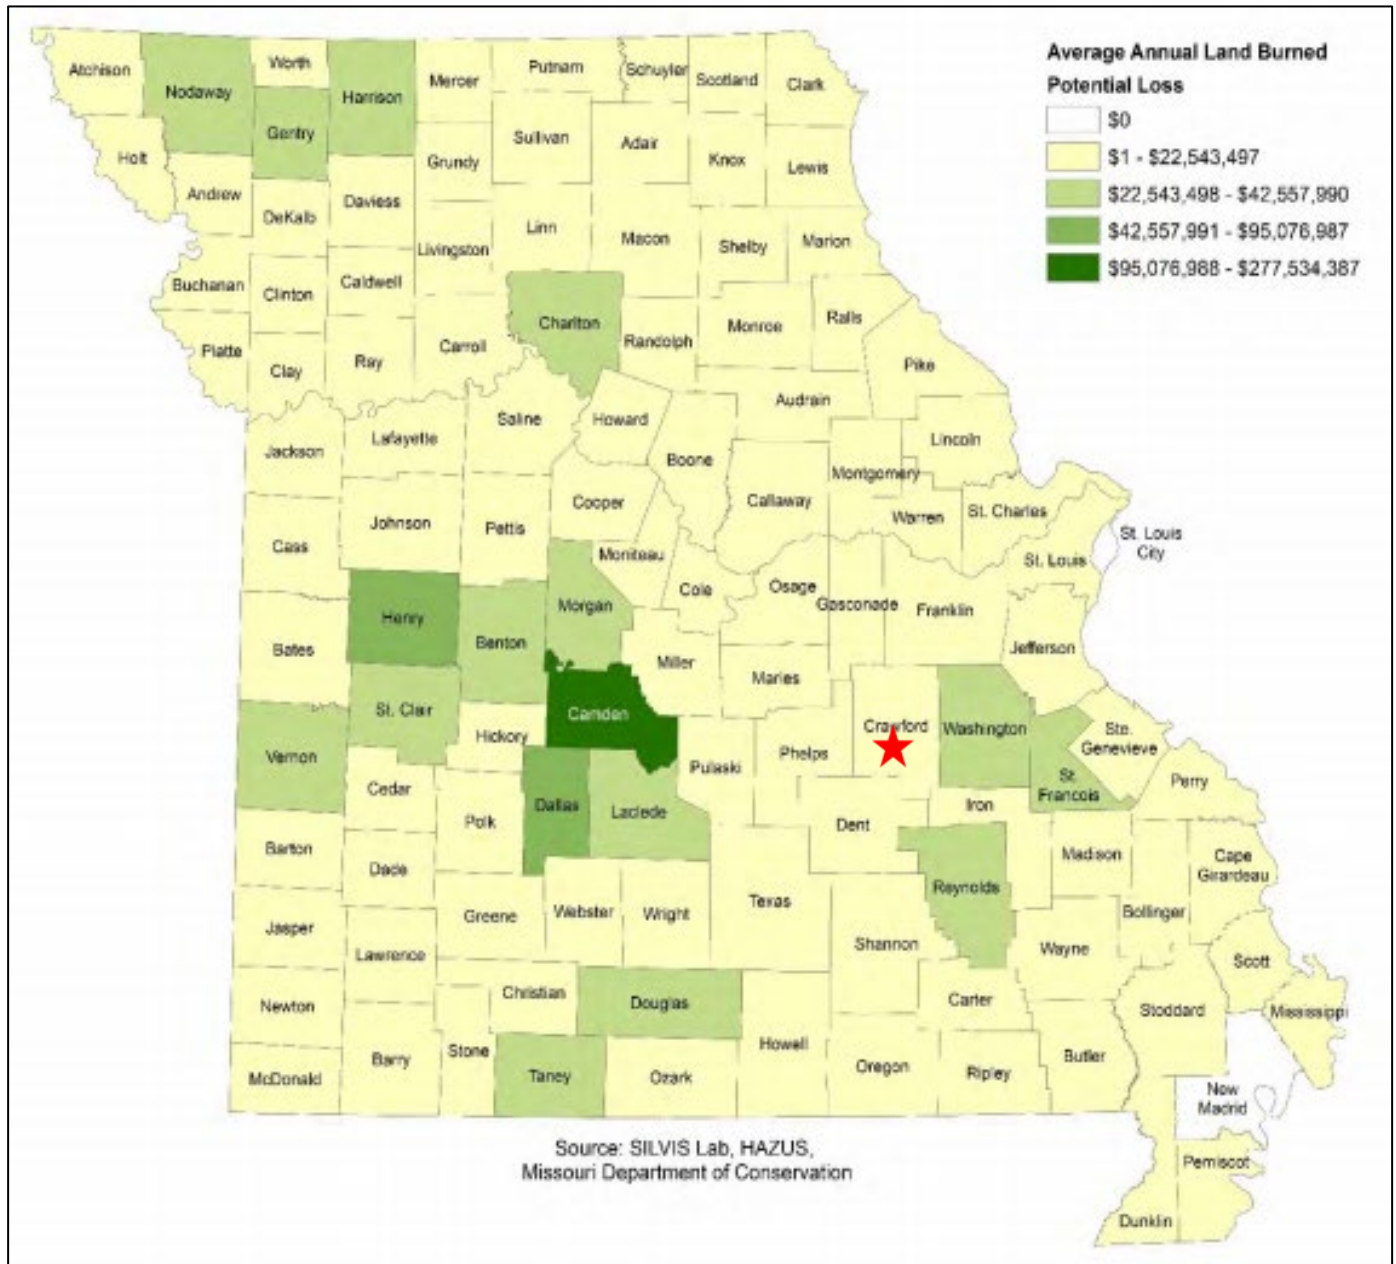 Average Annual Land Burned
Potential Loss
$0
$1 - $22,543,497
$22,543,498 - $42,557,990
$42,557,991 - $95,076,987
$95,076,988 - $277,534,387
Atchison
Nodaway
Worth
Harrison
Mercer
Putnam
Schuyler
Scotland
Clark
Gentry
Holt
Andrew
DeKalb
Daviess
Grundy
Sullivan
Adair
Knox
Lewis
Livingston
Linn
Macon
Shelby
Marion
Buchanan
Clinton
Caldwell
Platte
Clay
Ray
Carroll
Charlton
Randolph
Monroe
Ralls
Pike
Audrain
Jackson
Lafayette
Saline
Howard
Boone
Lincoln
Montgomery
Callaway
Cooper
Warren
St. Charles
St. Louis
City
St. Louis
Cass
Johnson
Pettis
Moniteau
Cole
Osage
Gasconade
Franklin
Jefferson
Bates
Henry
Benton
Morgan
Miller
Maries
St. Clair
Hickory
Camden
Pulaski
Phelps
Crawford
Washington
Ste.
Genevieve
St.
Francois
Perry
Vernon
Cedar
Polk
Dallas
Laclede
Dent
Iron
Madison
Cape
Girardeau
Barton
Dade
Greene
Webster
Wright
Texas
Reynolds
Bollinger
Jasper
Lawrence
Shannon
Wayne
Scott
Newton
Christian
Douglas
Carter
Stoddard
Mississippi
McDonald
Barry
Stone
Taney
Ozark
Howell
Oregon
Ripley
Butler
New
Madrid
Pemiscot
Dunklin
Source: SILVIS Lab, HAZUS,
Missouri Department of Conservation